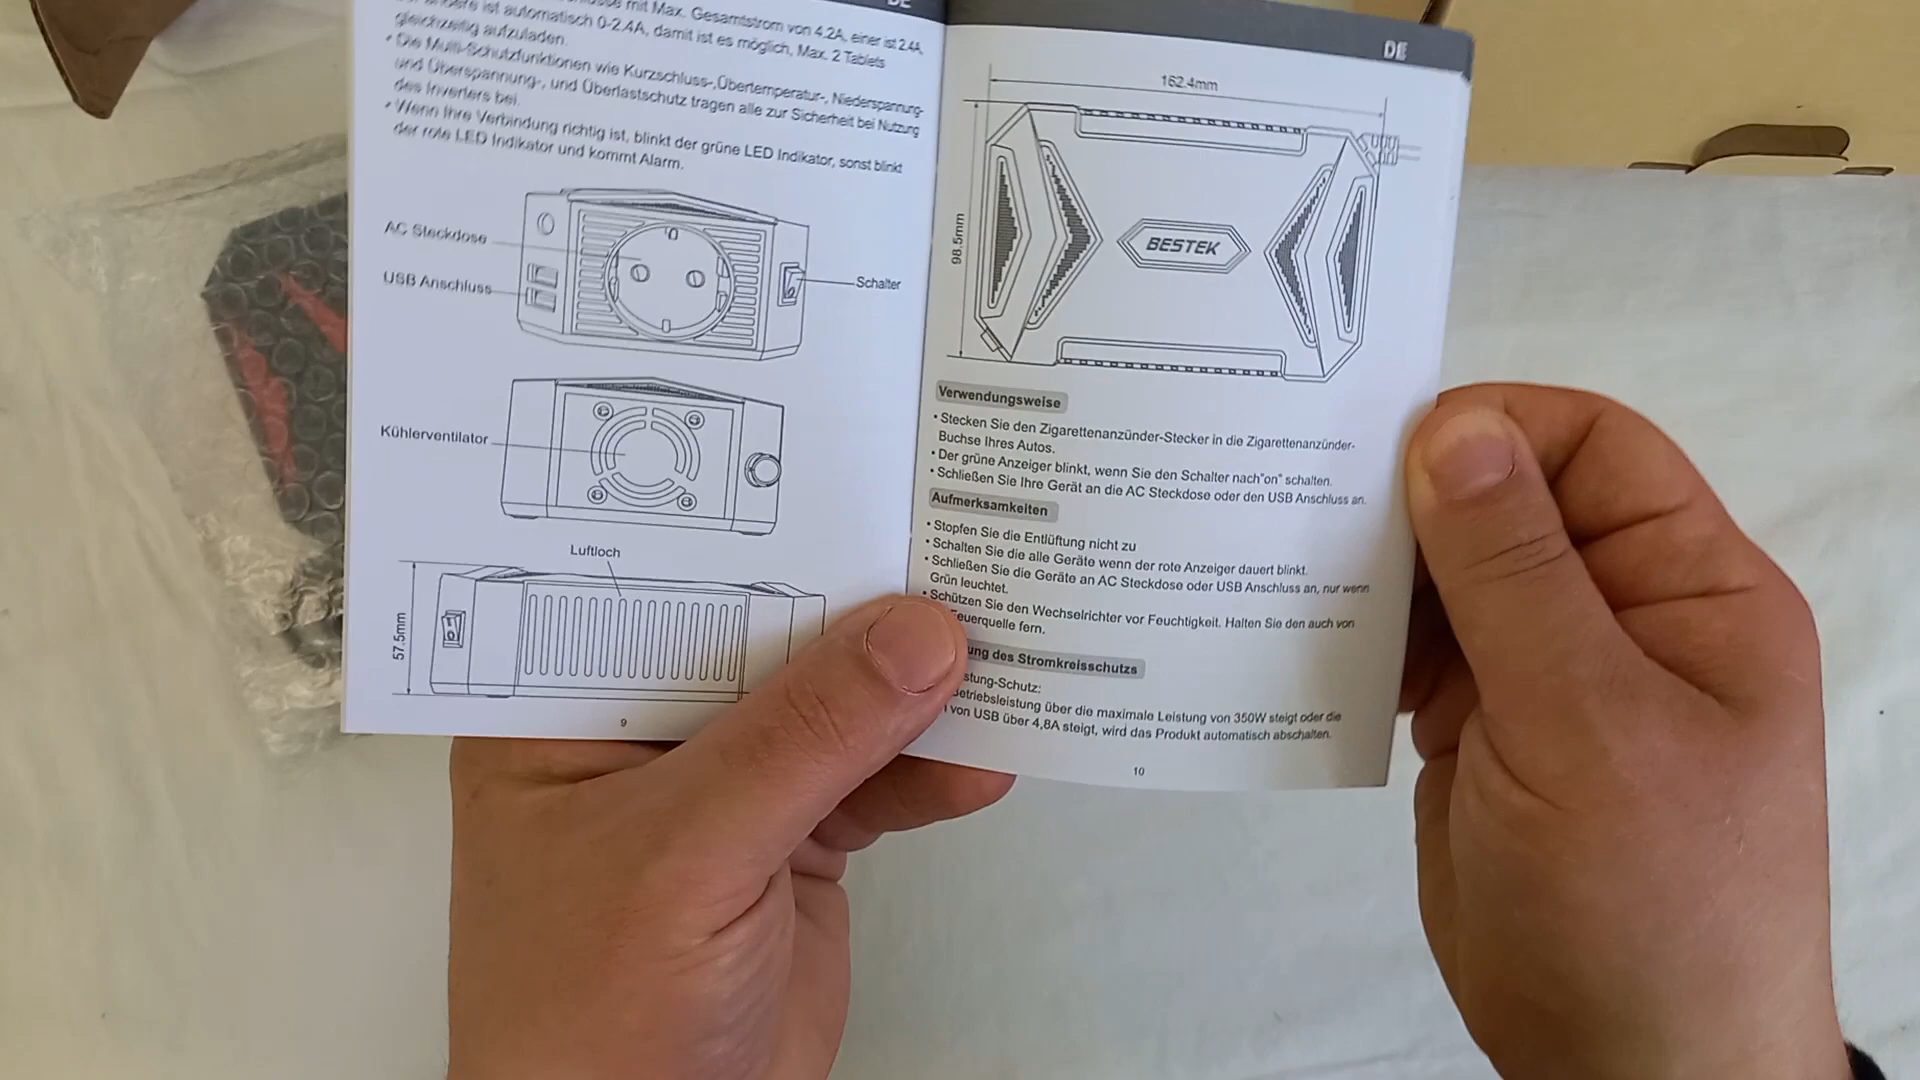 DE
mit Max. Gesamtstrom von 4.2A, einer ist 2.4A,
ist automatisch 0-2.4A, damit ist es möglich, Max. 2 Tablets
gleichzeitig aufzuladen.
• Die Multi-Schutzfunktionen wie Kurzschluss-,Übertemperatur-, Niederspannung-
und Überspannung-, und Überlastschutz tragen alle zur Sicherheit bei Nutzung
des Inverters bei.
• Wenn Ihre Verbindung richtig ist, blinkt der grüne LED Indikator, sonst blinkt
der rote LED Indikator und kommt Alarm.
AC Steckdose
USB Anschluss
Schalter
Kühlerventilator
Luftloch
57.5mm
9
DE
162.4mm
98.5mm
BESTEK
Verwendungsweise
• Stecken Sie den Zigarettenanzünder-Stecker in die Zigarettenanzünder-
Buchse Ihres Autos.
• Der grüne Anzeiger blinkt, wenn Sie den Schalter nach"on" schalten.
• Schließen Sie Ihre Gerät an die AC Steckdose oder den USB Anschluss an.
Aufmerksamkeiten
• Stopfen Sie die Entlüftung nicht zu
• Schalten Sie die alle Geräte wenn der rote Anzeiger dauert blinkt.
• Schließen Sie die Geräte an AC Steckdose oder USB Anschluss an, nur wenn
Grün leuchtet.
• Schützen Sie den Wechselrichter vor Feuchtigkeit. Halten Sie den auch von
euerquelle fern.
ung des Stromkreisschutzs
stung-Schutz:
etriebsleistung über die maximale Leistung von 350W steigt oder die
von USB über 4,8A steigt, wird das Produkt automatisch abschalten.
10